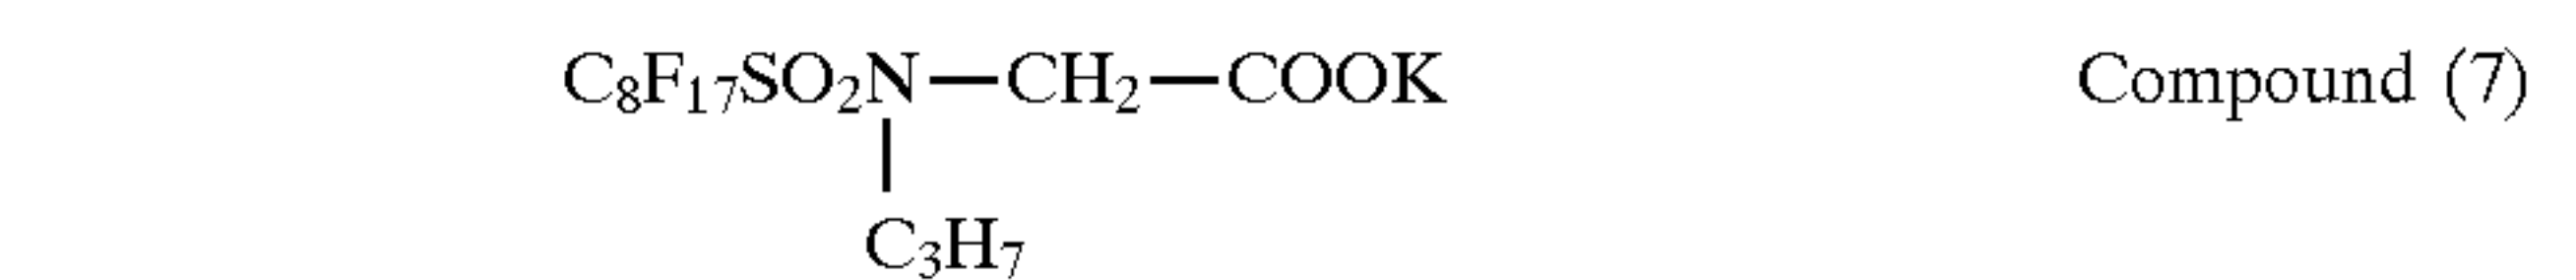 C₈F₁₇SO₂N—CH₂—COOK Compound (7)
C₃H₇